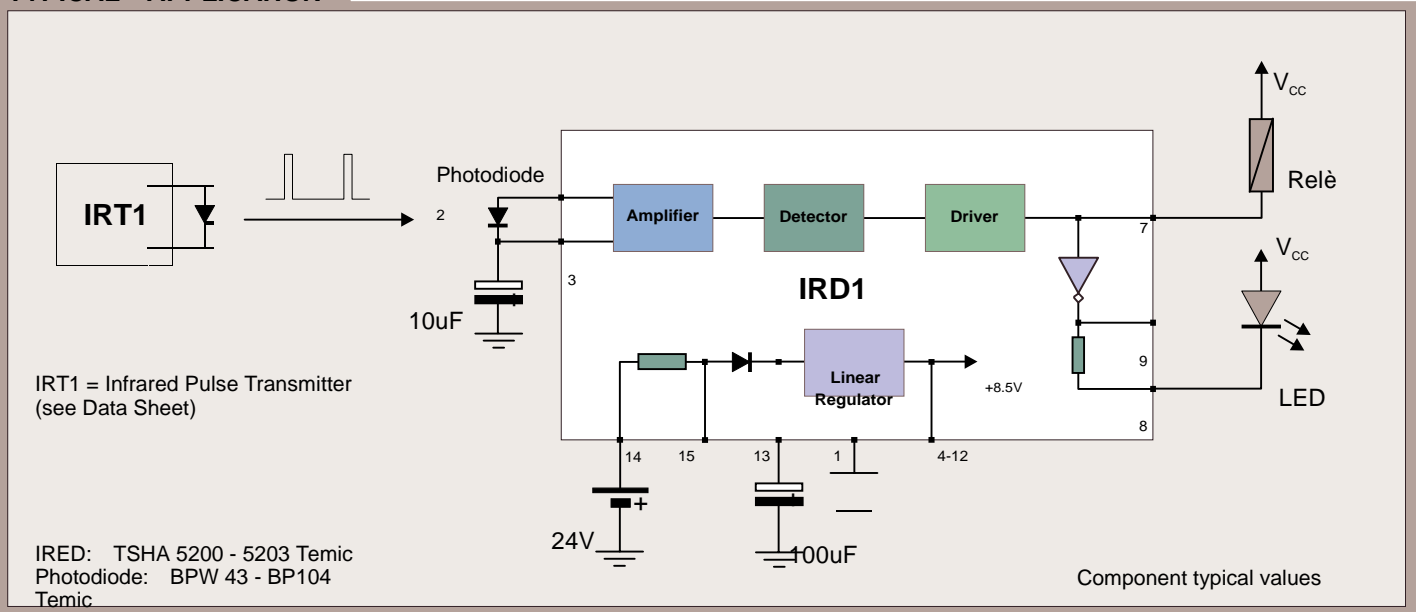 IRT1
Photodiode
2
3
10uF
Amplifier
Detector
Driver
IRD1
Linear
Regulator
+8.5V
7
9
8
VCC
Relè
VCC
LED
IRT1 = Infrared Pulse Transmitter
(see Data Sheet)
14
15
13
1
4-12
+
24V
100uF
IRED: TSHA 5200 - 5203 Temic
Photodiode: BPW 43 - BP104
Temic
Component typical values